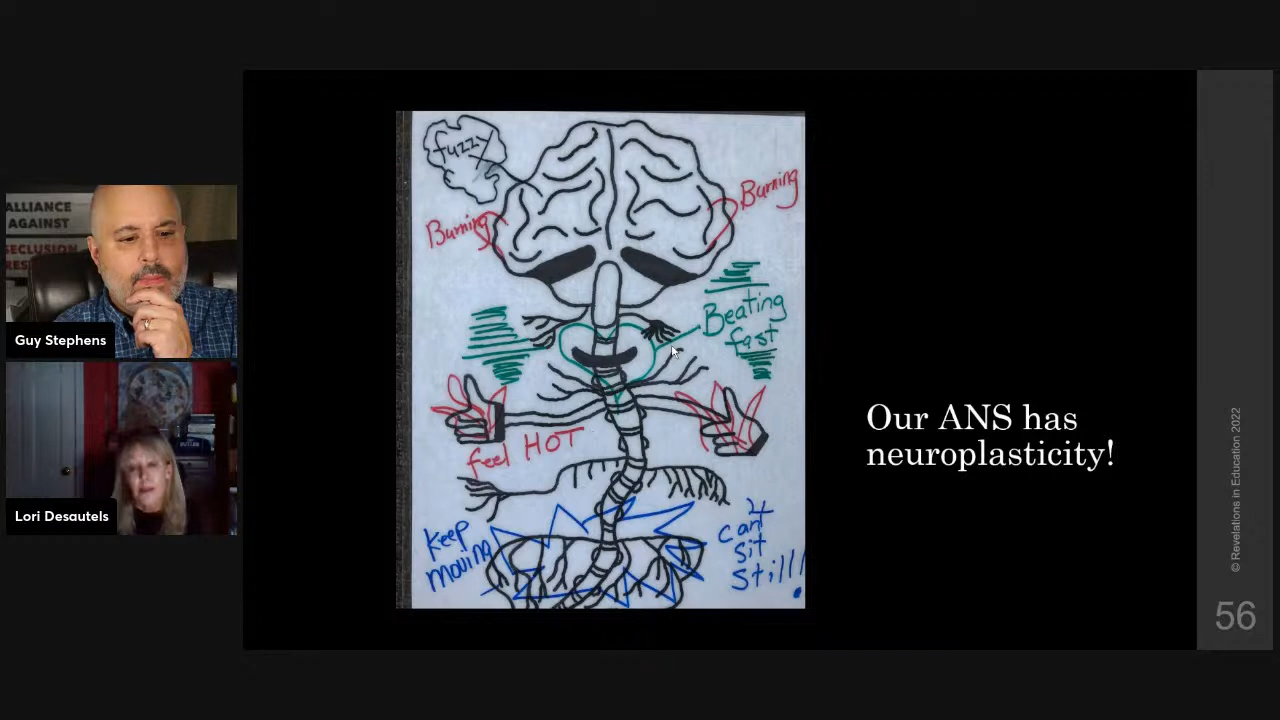 ALLIANCE
AGAINST
SECLUSION
Guy Stephens
BUTLER
Lori Desautels
fuzzy
Burning
Burning
Beating
fast
feel HOT
Keep
moving
can't
sit
still!
Our ANS has
neuroplasticity!
© Revelations in Education 2022
56